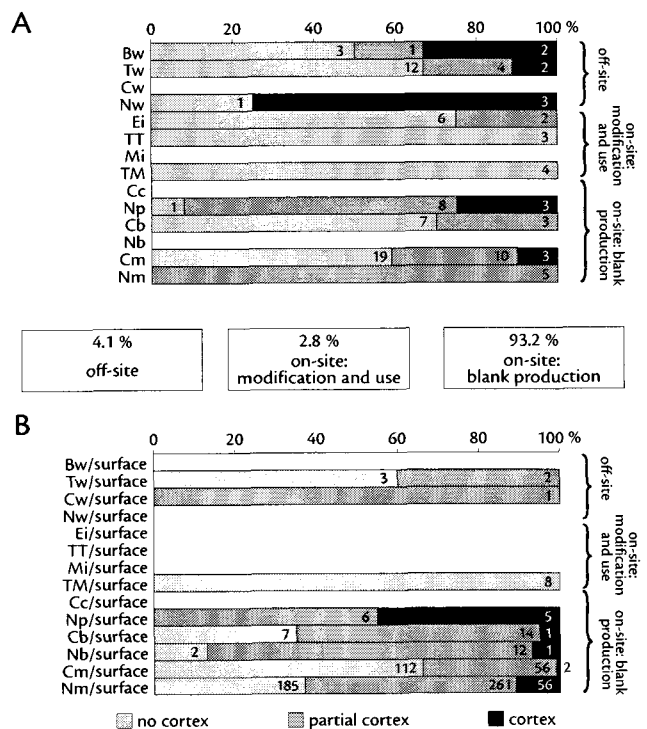 A
0 20 40 60 80 100 %
Bw 3 1 2
Tw 12 4 2
Cw
Nw 1 3
Ei 6 2
TT 3
Mi
TM 4
Cc
Np 1 8 3
Cb 7 3
Nb
Cm 19 10 3
Nm 5
off-site
on-site:
modification
and use
on-site: blank
production
4.1 %
off-site
2.8 %
on-site:
modification and use
93.2 %
on-site:
blank production
B
0 20 40 60 80 100 %
Bw/surface
Tw/surface 3 2
Cw/surface 1
Nw/surface
Ei/surface
TT/surface
Mi/surface
TM/surface 8
Cc/surface
Np/surface 6 5
Cb/surface 7 14 1
Nb/surface 2 12 1
Cm/surface 112 56 2
Nm/surface 185 261 56
off-site
on-site:
modification
and use
on-site: blank
production
no cortex partial cortex cortex